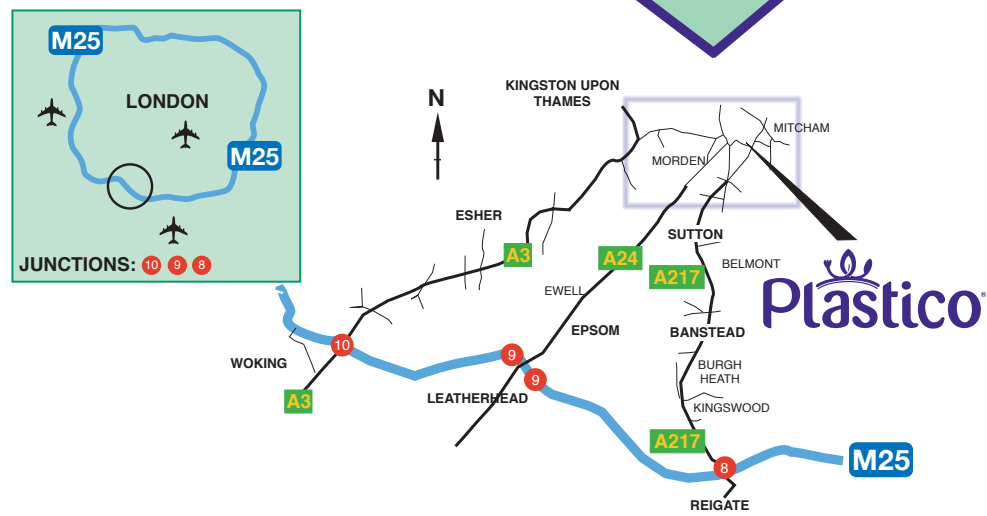 M25
LONDON
M25
JUNCTIONS: 10 9 8
N
KINGSTON UPON
THAMES
MITCHAM
MORDEN
ESHER
A3
SUTTON
A24
A217
BELMONT
EWELL
Plastico®
EPSOM
BANSTEAD
10
9
WOKING
BURGH
HEATH
9
A3
LEATHERHEAD
KINGSWOOD
A217
8
M25
REIGATE